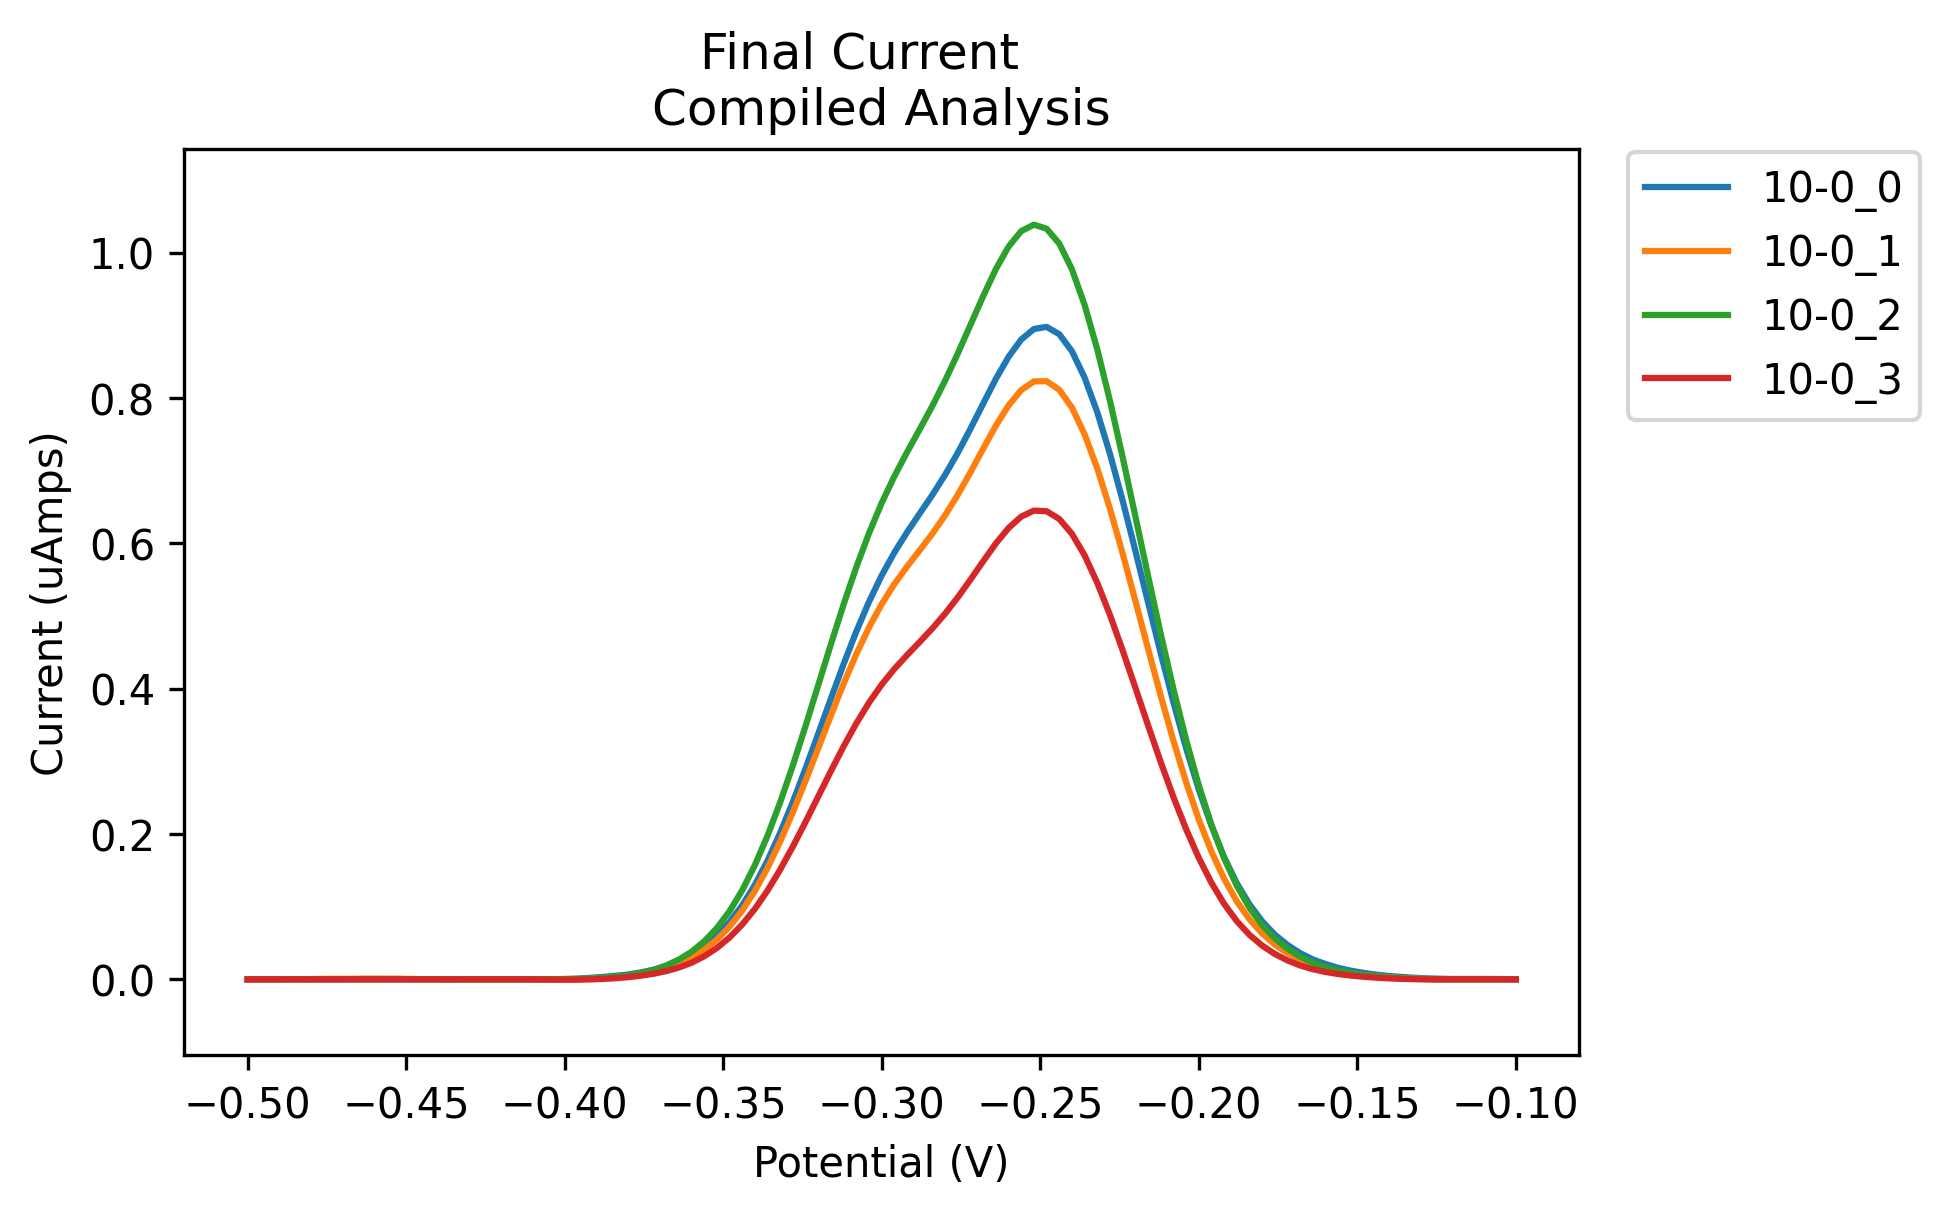 Final Current
Compiled Analysis
Current (uAmps)
1.0
0.8
0.6
0.4
0.2
0.0
−0.50 −0.45 −0.40 −0.35 −0.30 −0.25 −0.20 −0.15 −0.10
Potential (V)
10-0_0
10-0_1
10-0_2
10-0_3